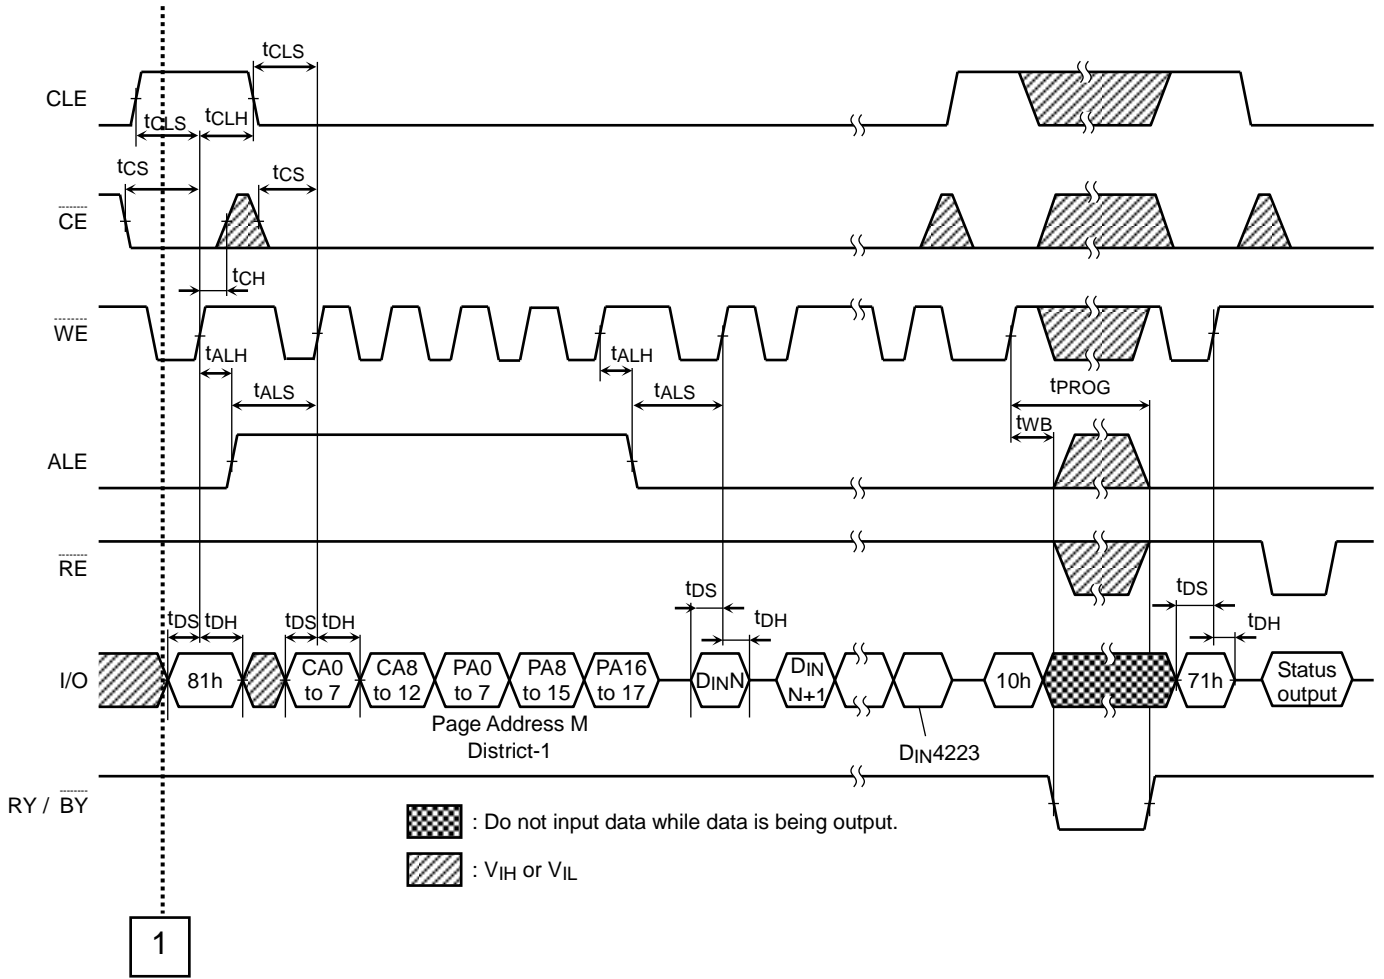 tCLS
CLE
tCLS
tCLH
tCS
tCS
CE
tCH
WE
tALH
tALH
tALS
tALS
tPROG
tWB
ALE
RE
tDS
tDH
tDS
tDH
tDS
tDH
tDS
tDH
I/O
81h
CA0
to 7
CA8
to 12
PA0
to 7
PA8
to 15
PA16
to 17
DINN
DIN
N+1
10h
71h
Status
output
Page Address M
District-1
DIN4223
RY / BY
: Do not input data while data is being output.
: VIH or VIL
1